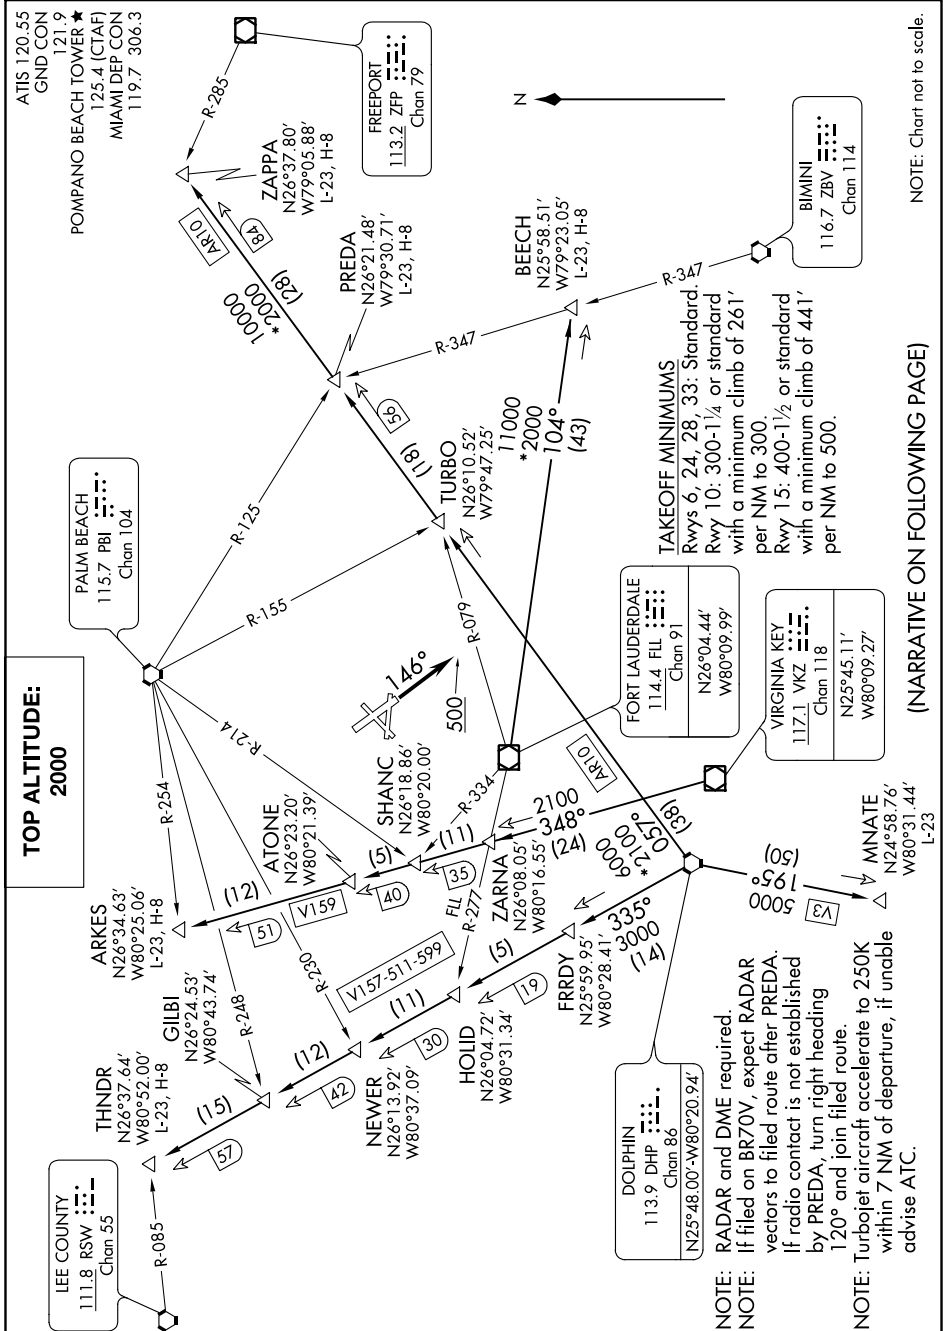 TOP ALTITUDE:
2000
ATIS 120.55
GND CON
121.9
POMPANO BEACH TOWER ★
125.4 (CTAF)
MIAMI DEP CON
119.7 306.3
LEE COUNTY
111.8 RSW
Chan 55
R-085
THNDR
N26°37.64'
W80°52.00'
L-23, H-8
(15)
57
GILBI
N26°24.53'
W80°43.74'
R-248
(12)
42
NEWER
N26°13.92'
W80°37.09'
R-230
(11)
30
V157-511-599
HOLID
N26°04.72'
W80°31.34'
FLL
R-277
(5)
19
FRRDY
N25°59.95'
W80°28.41'
335°
3000
(14)
ARKES
N26°34.63'
W80°25.06'
L-23, H-8
R-254
(12)
51
V159
ATONE
N26°23.20'
W80°21.39'
(5)
40
SHANC
N26°18.86'
W80°20.00'
R-214
R-334
(11)
35
ZARNA
N26°08.05'
W80°16.55'
2100
348°
(24)
PALM BEACH
115.7 PBI
Chan 104
R-155
R-125
146°
500
R-079
TURBO
N26°10.52'
W79°47.25'
(18)
56
PREDA
N26°21.48'
W79°30.71'
L-23, H-8
10000
*2000
(28)
AR10
84
ZAPPA
N26°37.80'
W79°05.88'
L-23, H-8
R-285
FREEPORT
113.2 ZFP
Chan 79
N
BEECH
N25°58.51'
W79°23.05'
L-23, H-8
R-347
R-347
BIMINI
116.7 ZBV
Chan 114
11000
*2000
104°
(43)
FORT LAUDERDALE
114.4 FLL
Chan 91
N26°04.44'
W80°09.99'
VIRGINIA KEY
117.1 VKZ
Chan 118
N25°45.11'
W80°09.27'
AR10
6000
*2100
057°
(38)
DOLPHIN
113.9 DHP
Chan 86
N25°48.00'-W80°20.94'
5000
195°
(50)
V3
MNATE
N24°58.76'
W80°31.44'
L-23
TAKEOFF MINIMUMS
Rwys 6, 24, 28, 33: Standard.
Rwy 10: 300-1¼ or standard
with a minimum climb of 261'
per NM to 300.
Rwy 15: 400-1½ or standard
with a minimum climb of 441'
per NM to 500.
NOTE: RADAR and DME required.
NOTE: If filed on BR70V, expect RADAR
vectors to filed route after PREDA.
If radio contact is not established
by PREDA, turn right heading
120° and join filed route.
NOTE: Turbojet aircraft accelerate to 250K
within 7 NM of departure, if unable
advise ATC.
(NARRATIVE ON FOLLOWING PAGE)
NOTE: Chart not to scale.